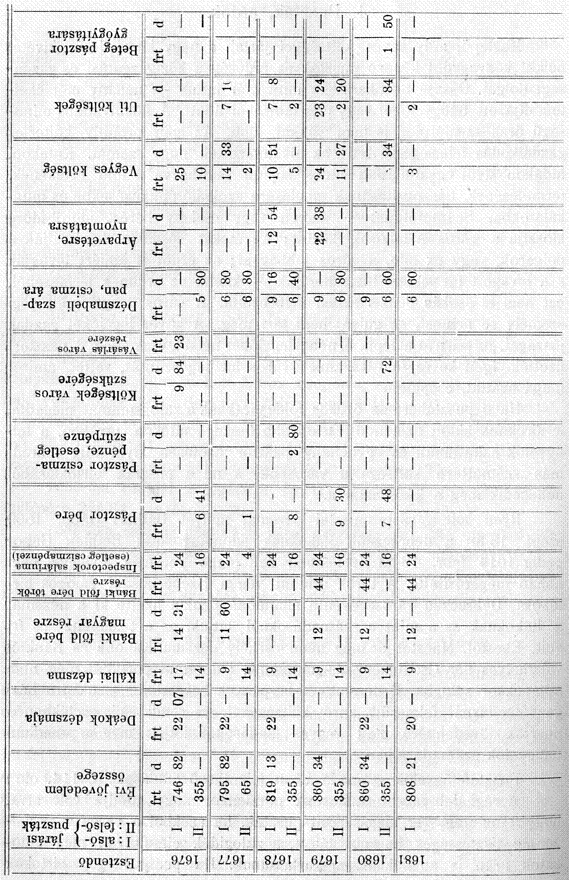 Esztendő
I: alsó- } járási
II: felső- } puszták
Évi jövedelem
összege
Deákok dézsmája
Kállai dézsma
Bánki föld bére
magyar részre
Bánki föld bére török
részre
Inspectorok salariuma
(esetleg csizmapénzei)
Pásztor bére
Pásztor csizma-
pénze, esetleg
szűrpénze
Költségek város
szükségére
Vásárlás város
részére
Dézsmabeli szap-
pan, csizma ára
Árpavetésre,
nyomtatásra
Vegyes költség
Uti költségek
Beteg pásztor
gyógyítására
frt d frt d frt frt d frt frt frt d frt d frt d frt frt d frt d frt d frt d frt d
1676 I 746 82 22 07 17 14 31 — 24 — — — — 9 84 23 — — — — 25 — — — — —
II 355 — — — 14 — — — 16 6 41 — — — — — 5 80 — — 10 — — — — —
1677 I 795 82 22 — 9 11 60 — 24 — — — — — — — 6 80 — — 14 33 7 — —
II 65 — — — 14 — — — 4 1 — — — — — — 6 80 — — 2 — — — — —
1678 I 819 13 22 — 9 — — — 24 — — — — — — — 9 16 12 54 10 51 7 8 — —
II 355 — — — 14 — — — 16 8 — 2 80 — — — 6 40 — — 5 — 2 — — —
1679 I 860 34 — — 9 12 — 44 24 — — — — — — — 9 — 22 38 24 — 23 24 — —
II 355 — — — 14 — — — 16 9 30 — — — — — 6 80 — — 11 27 2 20 — —
1680 I 860 34 22 — 9 12 — 44 24 — — — — — — — 9 — — — — — — — — —
II 355 — — — 14 — — — 16 7 48 — — — 72 — 6 60 — — — 34 — 84 1 50
1681 I 808 21 20 — 9 12 — 44 24 — — — — — — — 6 60 — — 3 — 2 — — —